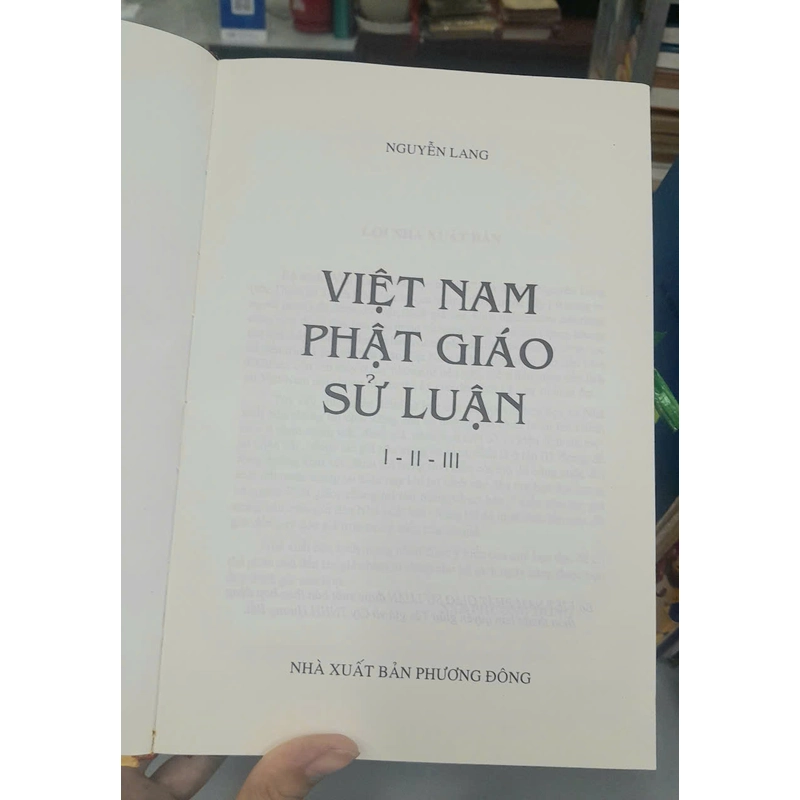 NGUYỄN LANG
VIỆT NAM
PHẬT GIÁO
SỬ LUẬN
I - II - III
NHÀ XUẤT BẢN PHƯƠNG ĐÔNG